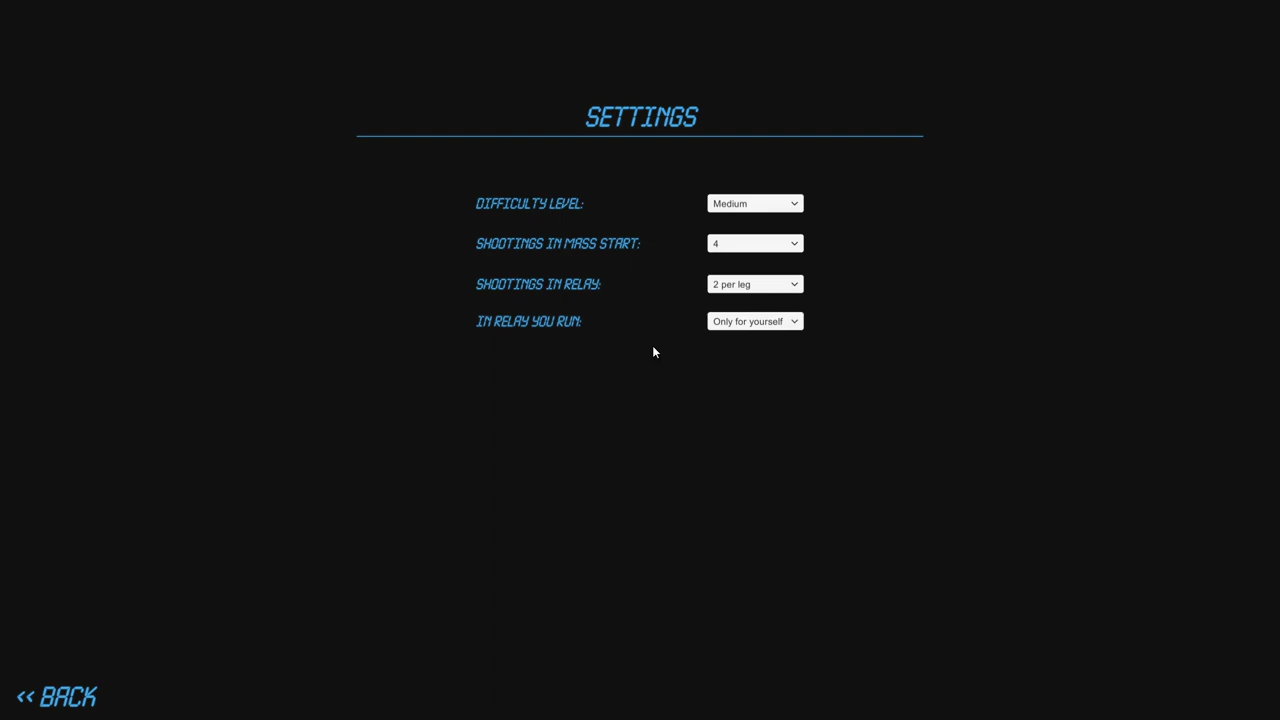 SETTINGS
DIFFICULTY LEVEL: Medium
SHOOTINGS IN MASS START: 4
SHOOTINGS IN RELAY: 2 per leg
IN RELAY YOU RUN: Only for yourself
<< BACK